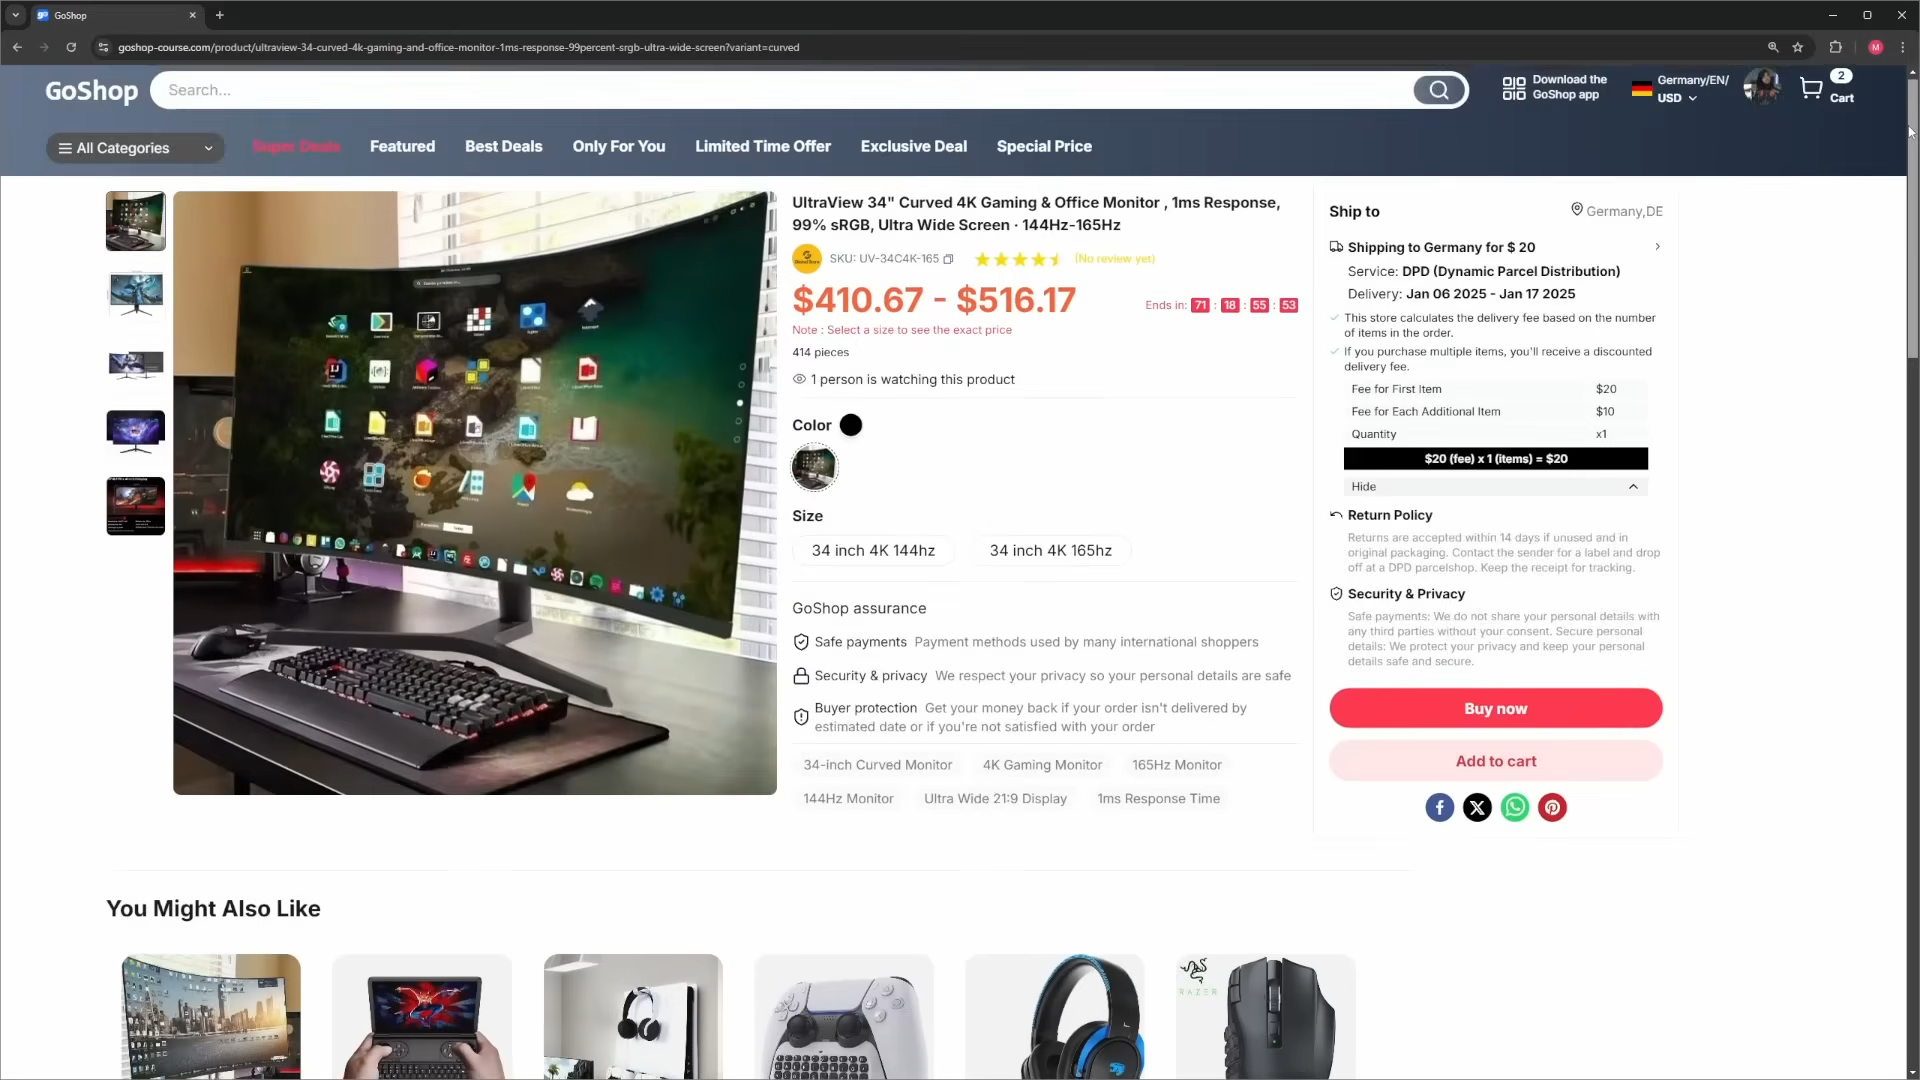 GoShop
goshop-course.com/product/ultraview-34-curved-4k-gaming-and-office-monitor-1ms-response-99percent-srgb-ultra-wide-screen?variant=curved
M
GoShop
Search...
Download the
GoShop app
Germany/EN/
USD
2
Cart
All Categories
Super Deals
Featured
Best Deals
Only For You
Limited Time Offer
Exclusive Deal
Special Price
UltraView 34" Curved 4K Gaming & Office Monitor , 1ms Response,
99% sRGB, Ultra Wide Screen · 144Hz-165Hz
SKU: UV-34C4K-165
(No review yet)
$410.67 - $516.17
Ends in: 71 : 18 : 55 : 53
Note : Select a size to see the exact price
414 pieces
1 person is watching this product
Color
Size
34 inch 4K 144hz
34 inch 4K 165hz
GoShop assurance
Safe payments Payment methods used by many international shoppers
Security & privacy We respect your privacy so your personal details are safe
Buyer protection Get your money back if your order isn't delivered by
estimated date or if you're not satisfied with your order
34-inch Curved Monitor
4K Gaming Monitor
165Hz Monitor
144Hz Monitor
Ultra Wide 21:9 Display
1ms Response Time
Ship to
Germany,DE
Shipping to Germany for $ 20
Service: DPD (Dynamic Parcel Distribution)
Delivery: Jan 06 2025 - Jan 17 2025
This store calculates the delivery fee based on the number
of items in the order.
If you purchase multiple items, you'll receive a discounted
delivery fee.
Fee for First Item $20
Fee for Each Additional Item $10
Quantity x1
$20 (fee) x 1 (items) = $20
Hide
Return Policy
Returns are accepted within 14 days if unused and in
original packaging. Contact the sender for a label and drop
off at a DPD parcelshop. Keep the receipt for tracking.
Security & Privacy
Safe payments: We do not share your personal details with
any third parties without your consent. Secure personal
details: We protect your privacy and keep your personal
details safe and secure.
Buy now
Add to cart
You Might Also Like
RAZER